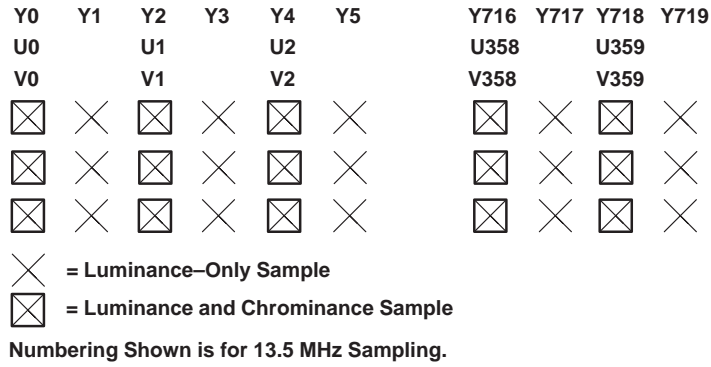 Y0 Y1 Y2 Y3 Y4 Y5 Y716 Y717 Y718 Y719
U0 U1 U2 U358 U359
V0 V1 V2 V358 V359
= Luminance–Only Sample
= Luminance and Chrominance Sample
Numbering Shown is for 13.5 MHz Sampling.